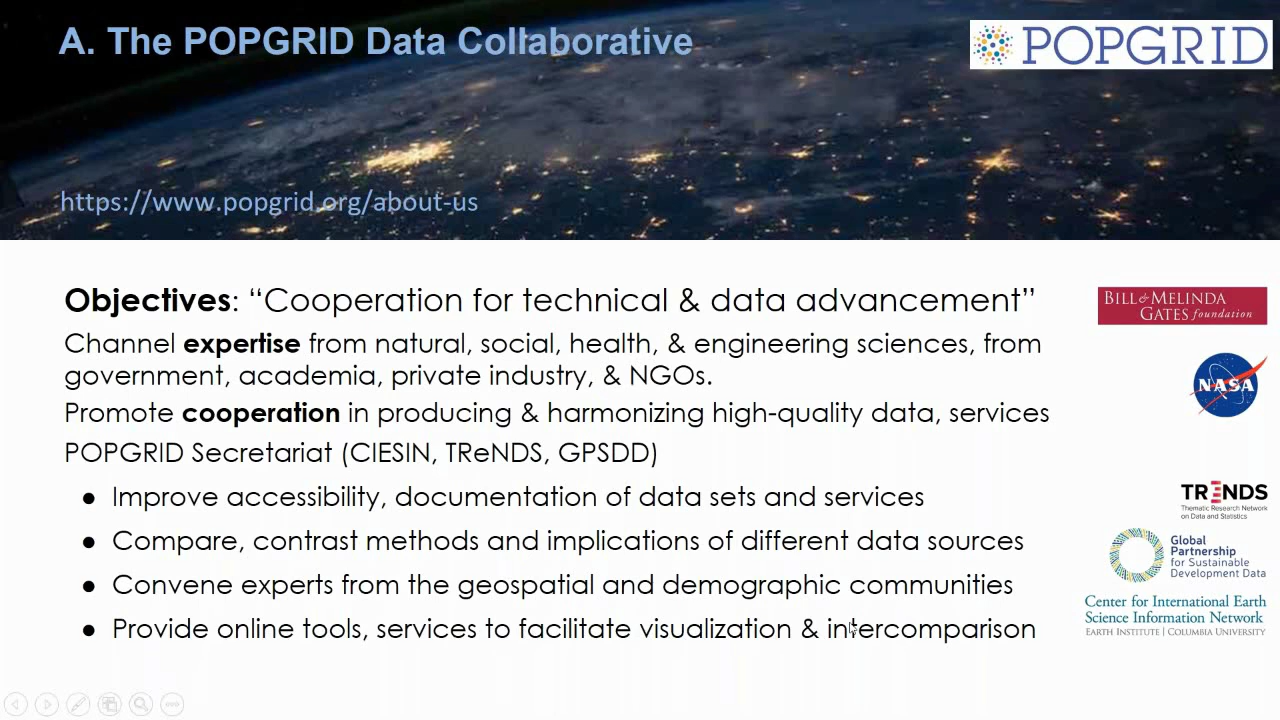 A. The POPGRID Data Collaborative
POPGRID
https://www.popgrid.org/about-us
Objectives: “Cooperation for technical & data advancement”
Channel expertise from natural, social, health, & engineering sciences, from
government, academia, private industry, & NGOs.
Promote cooperation in producing & harmonizing high-quality data, services
POPGRID Secretariat (CIESIN, TReNDS, GPSDD)
● Improve accessibility, documentation of data sets and services
● Compare, contrast methods and implications of different data sources
● Convene experts from the geospatial and demographic communities
● Provide online tools, services to facilitate visualization & intercomparison
BILL & MELINDA
GATES foundation
NASA
TRENDS
Thematic Research Network
on Data and Statistics
Global
Partnership
for Sustainable
Development Data
Center for International Earth
Science Information Network
EARTH INSTITUTE | COLUMBIA UNIVERSITY